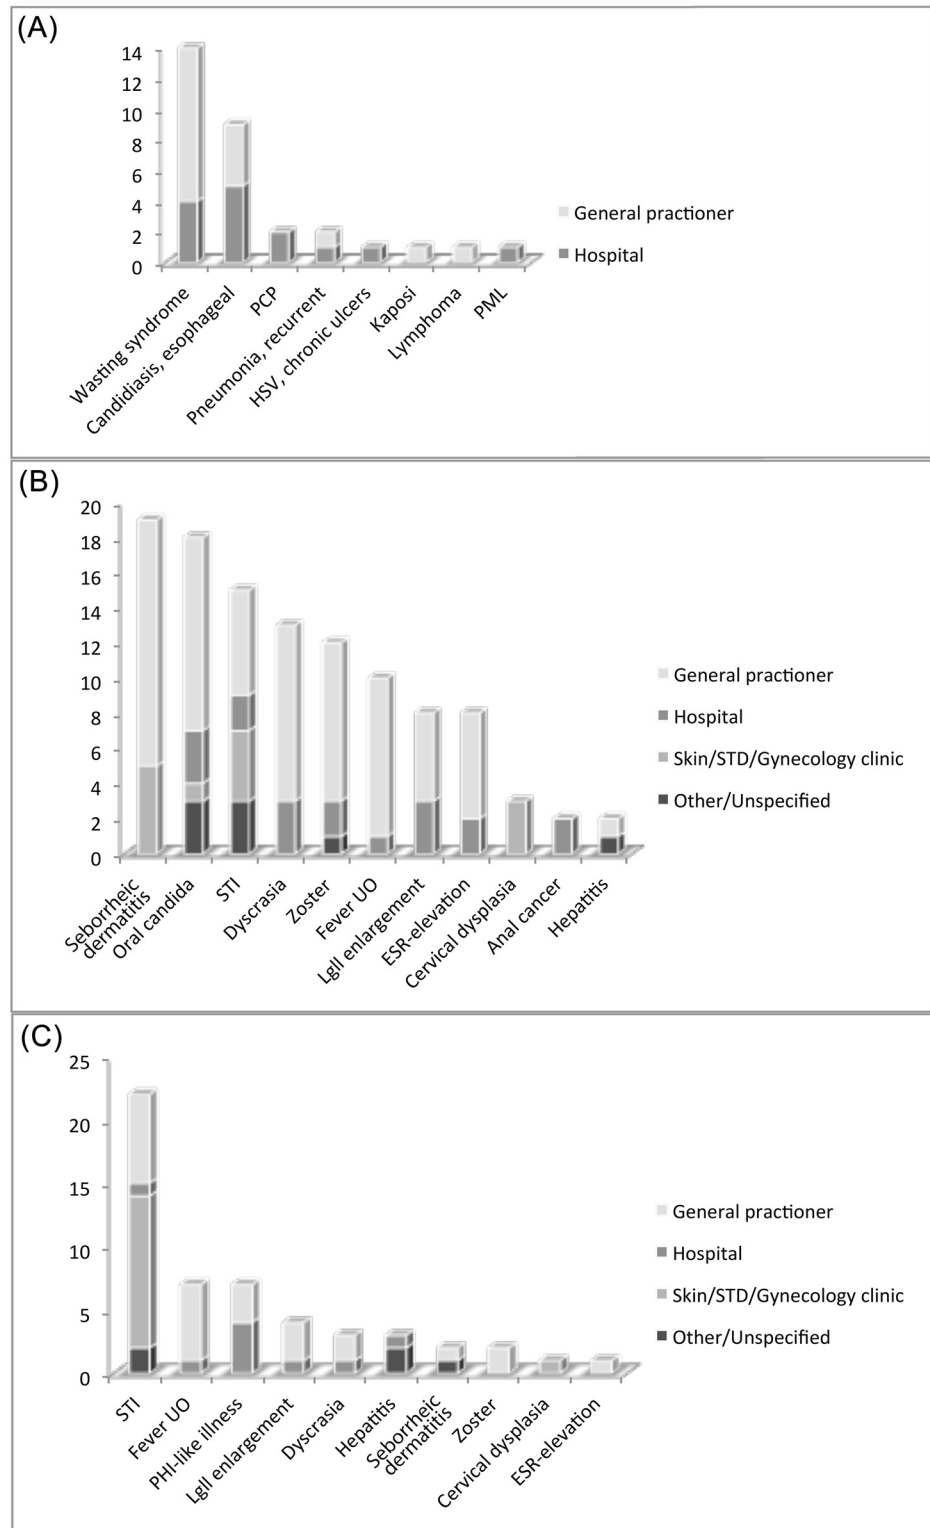 (A)
14
12
10
8
6
4
2
0
Wasting syndrome
Candidiasis, esophageal
PCP
Pneumonia, recurrent
HSV, chronic ulcers
Kaposi
Lymphoma
PML
General practioner
Hospital
(B)
20
18
16
14
12
10
8
6
4
2
0
Seborrheic
dermatitis
Oral candida
STI
Dyscrasia
Zoster
Fever UO
Lgll enlargement
ESR-elevation
Cervical dysplasia
Anal cancer
Hepatitis
General practioner
Hospital
Skin/STD/Gynecology clinic
Other/Unspecified
(C)
25
20
15
10
5
0
STI
Fever UO
PHI-like illness
Lgll enlargement
Dyscrasia
Hepatitis
Seborrheic
dermatitis
Zoster
Cervical dysplasia
ESR-elevation
General practioner
Hospital
Skin/STD/Gynecology clinic
Other/Unspecified